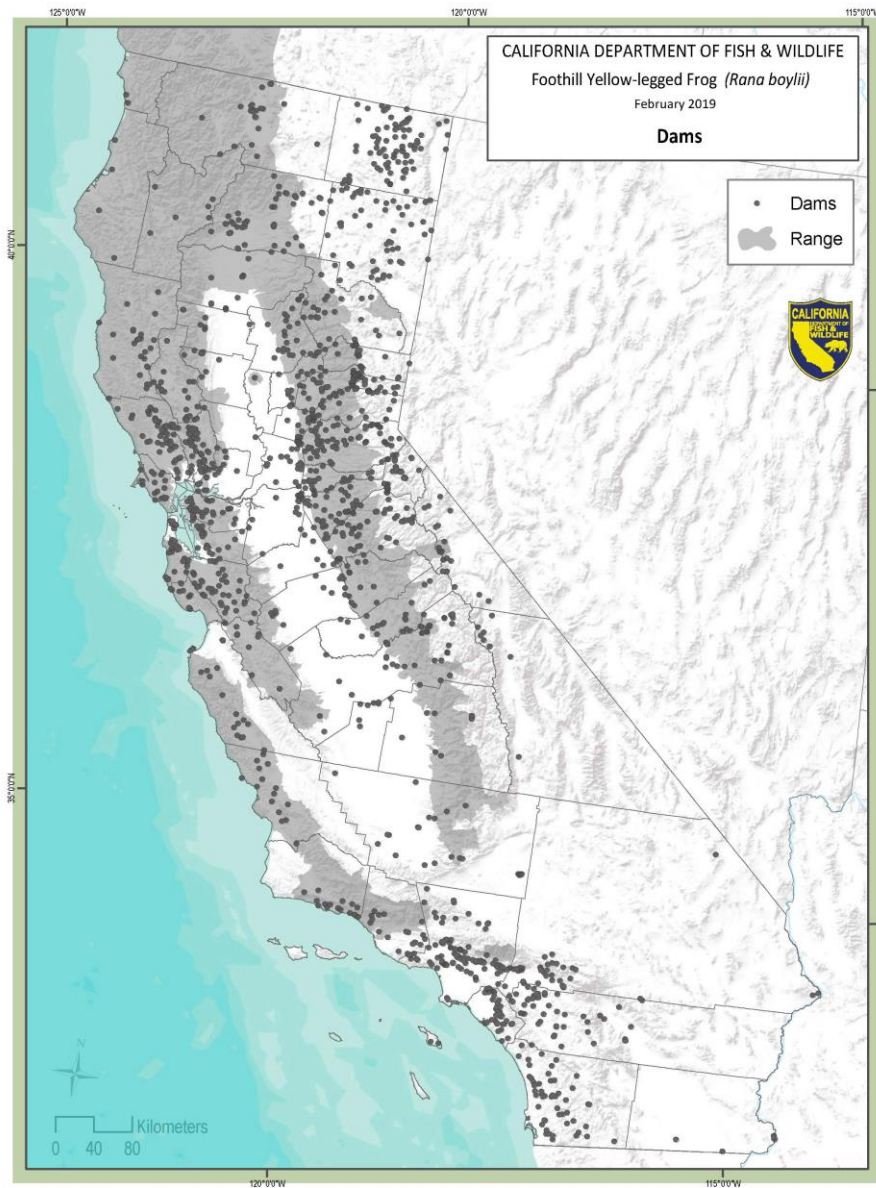 125°0'0"W
120°0'0"W
115°0'0"W
CALIFORNIA DEPARTMENT OF FISH & WILDLIFE
Foothill Yellow-legged Frog (Rana boylii)
February 2019
Dams
Dams
Range
40°0'0"N
CALIFORNIA
DEPARTMENT OF
FISH &
WILDLIFE
35°0'0"N
N
Kilometers
0 40 80
120°0'0"W
115°0'0"W